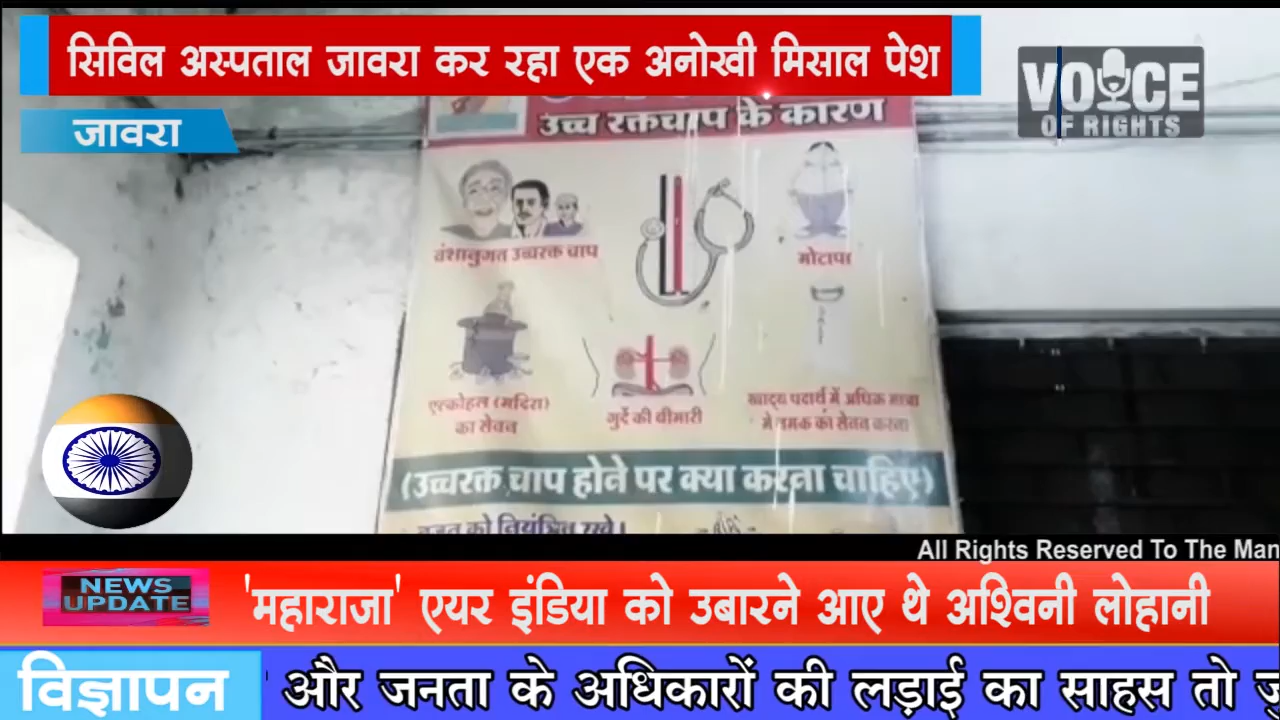 सिविल अस्पताल जावरा कर रहा एक अनोखी मिसाल पेश
जावरा
VOICE
OF RIGHTS
उच्च रक्तचाप के कारण
वंशानुगत उच्चरक्त चाप
मोटापा
एल्कोहल (मदिरा)
का सेवन
गुर्दे की बीमारी
खाद्य पदार्थ में अधिक मात्रा
मे नमक का सेवन करना
(उच्चरक्त चाप होने पर क्या करना चाहिए)
वजन को नियंत्रित रखे।
All Rights Reserved To The Man
NEWS
UPDATE
'महाराजा' एयर इंडिया को उबारने आए थे अश्विनी लोहानी
विज्ञापन
और जनता के अधिकारों की लड़ाई का साहस तो जु